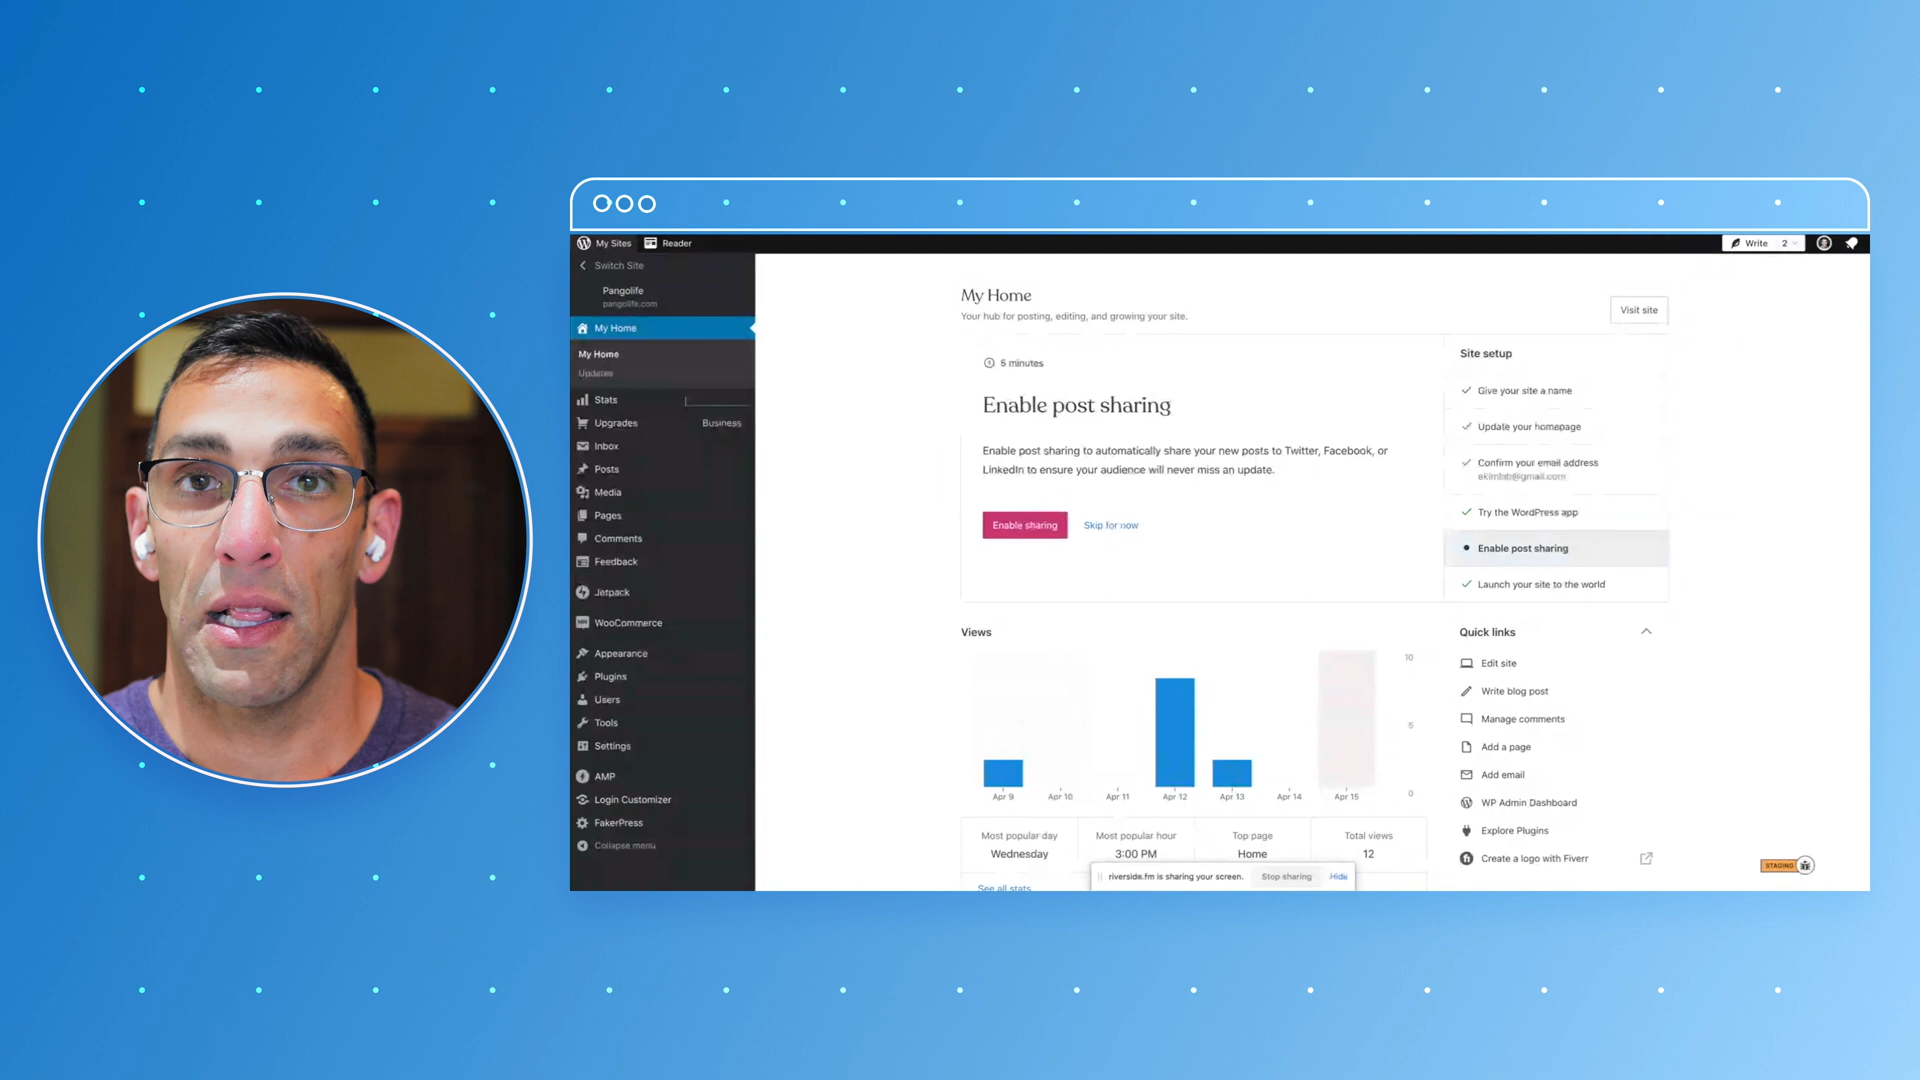 My Sites
Reader
Write 2
Switch Site
Pangolife
pangolife.com
My Home
My Home
Updates
Stats
Upgrades Business
Inbox
Posts
Media
Pages
Comments
Feedback
Jetpack
WooCommerce
Appearance
Plugins
Users
Tools
Settings
AMP
Login Customizer
FakerPress
Collapse menu
My Home
Your hub for posting, editing, and growing your site.
Visit site
5 minutes
Enable post sharing
Enable post sharing to automatically share your new posts to Twitter, Facebook, or
LinkedIn to ensure your audience will never miss an update.
Enable sharing Skip for now
Site setup
Give your site a name
Update your homepage
Confirm your email address
Try the WordPress app
Enable post sharing
Launch your site to the world
Views
10
5
0
Apr 9 Apr 10 Apr 11 Apr 12 Apr 13 Apr 14 Apr 15
Most popular day
Wednesday
Most popular hour
3:00 PM
Top page
Home
Total views
12
See all stats
Quick links
Edit site
Write blog post
Manage comments
Add a page
Add email
WP Admin Dashboard
Explore Plugins
Create a logo with Fiverr
riverside.fm is sharing your screen. Stop sharing Hide
STAGING